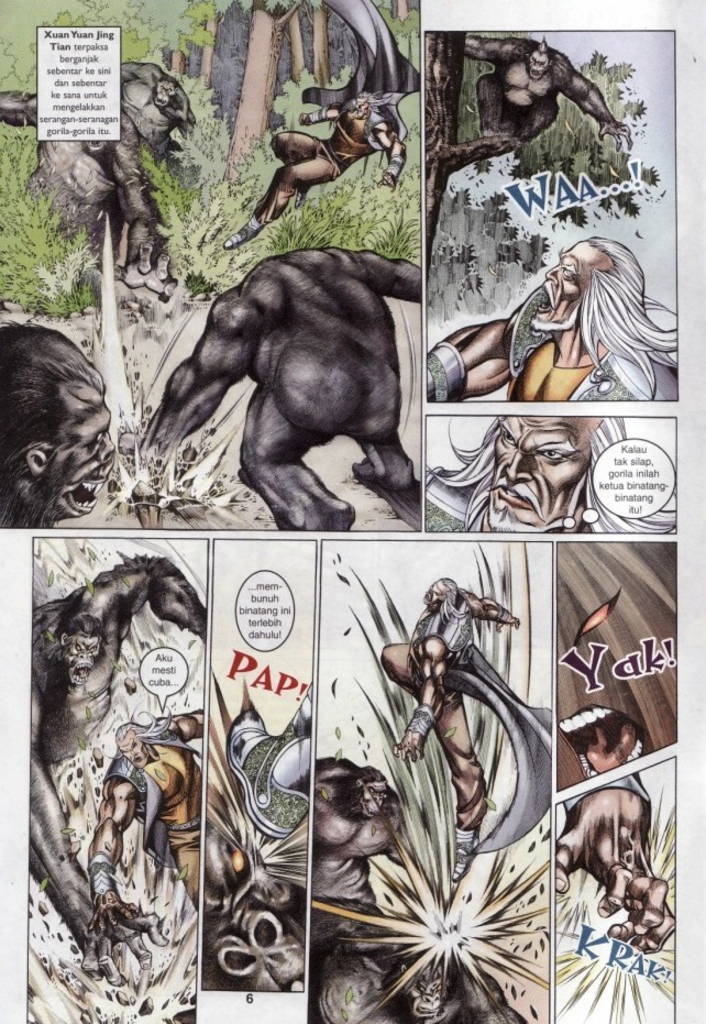 Xuan Yuan Jing
Tian terpaksa
berganjak
sebentar ke sini
dan sebentar
ke sana untuk
mengelakkan
serangan-seranagan
gorila-gorila itu.
WAA....!
Kalau
tak silap,
gorila inilah
ketua binatang-
binatang
itu!
Aku
mesti
cuba...
...mem-
bunuh
binatang ini
terlebih
dahulu!
PAP!
Yak!
KRAK!
6